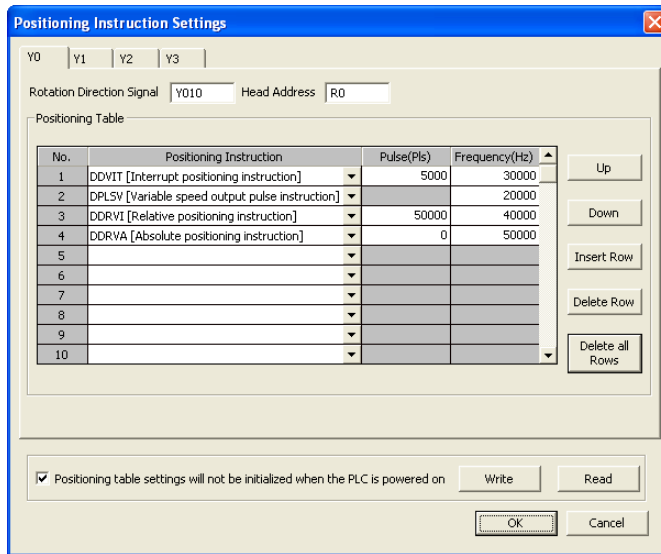 Positioning Instruction Settings
Y0 Y1 Y2 Y3
Rotation Direction Signal Y010 Head Address R0
Positioning Table
No. Positioning Instruction Pulse(Pls) Frequency(Hz)
1 DDVIT [Interrupt positioning instruction] 5000 30000
2 DPLSV [Variable speed output pulse instruction] 20000
3 DDRVI [Relative positioning instruction] 50000 40000
4 DDRVA [Absolute positioning instruction] 0 50000
5
6
7
8
9
10
Up
Down
Insert Row
Delete Row
Delete all
Rows
Positioning table settings will not be initialized when the PLC is powered on Write Read
OK Cancel